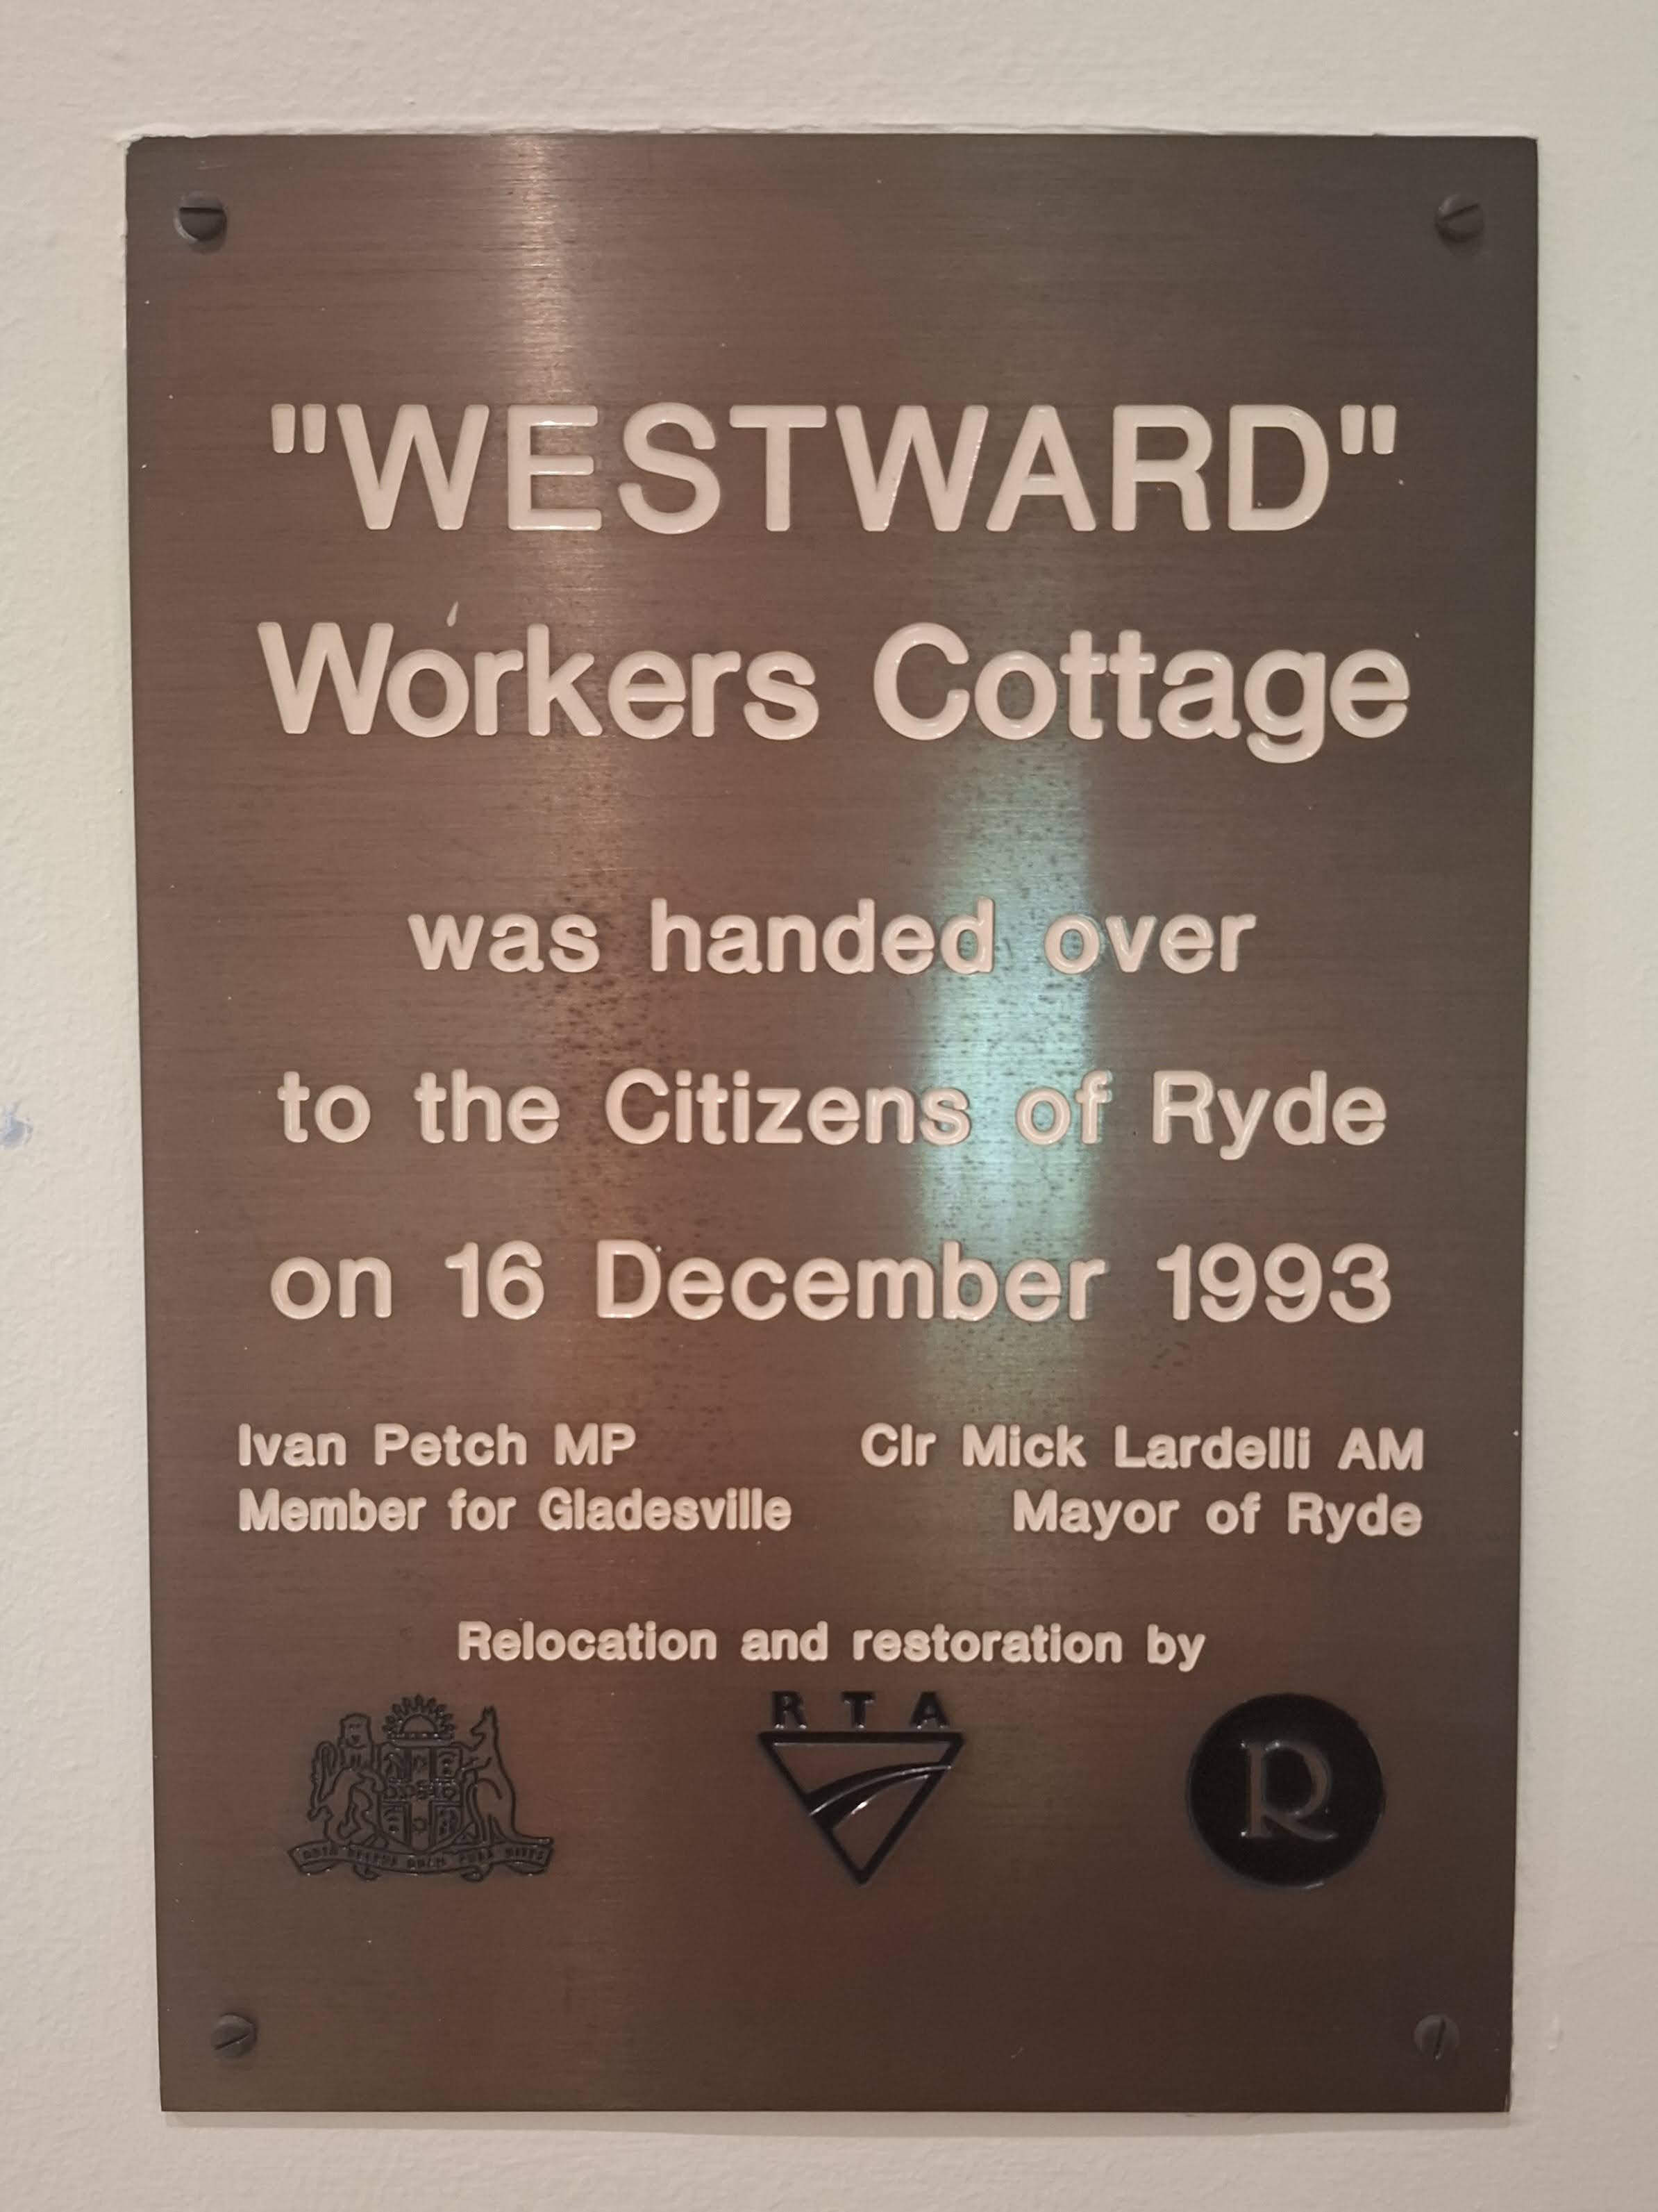 "WESTWARD"
Workers Cottage
was handed over
to the Citizens of Ryde
on 16 December 1993
Ivan Petch MP
Member for Gladesville
Clr Mick Lardelli AM
Mayor of Ryde
Relocation and restoration by
RTA
R